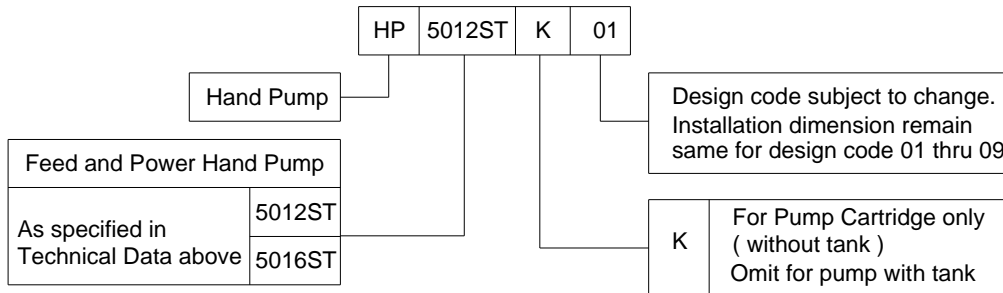 HP 5012ST K 01
Hand Pump
Design code subject to change.
Installation dimension remain
same for design code 01 thru 09
Feed and Power Hand Pump
As specified in
Technical Data above
5012ST
5016ST
K
For Pump Cartridge only
( without tank )
Omit for pump with tank